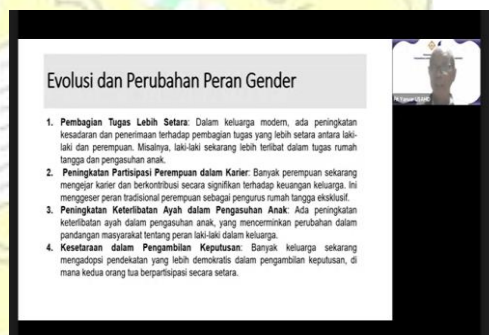 Evolusi dan Perubahan Peran Gender
1. Pembagian Tugas Lebih Setara: Dalam keluarga modern, ada peningkatan
kesadaran dan penerimaan terhadap pembagian tugas yang lebih setara antara laki-
laki dan perempuan. Misalnya, laki-laki sekarang lebih terlibat dalam tugas rumah
tangga dan pengasuhan anak.
2. Peningkatan Partisipasi Perempuan dalam Karier: Banyak perempuan sekarang
mengejar karier dan berkontribusi secara signifikan terhadap keuangan keluarga. Ini
menggeser peran tradisional perempuan sebagai pengurus rumah tangga eksklusif.
3. Peningkatan Keterlibatan Ayah dalam Pengasuhan Anak: Ada peningkatan
keterlibatan ayah dalam pengasuhan anak, yang mencerminkan perubahan dalam
pandangan masyarakat tentang peran laki-laki dalam keluarga.
4. Kesetaraan dalam Pengambilan Keputusan: Banyak keluarga sekarang
mengadopsi pendekatan yang lebih demokratis dalam pengambilan keputusan, di
mana kedua orang tua berpartisipasi secara setara.